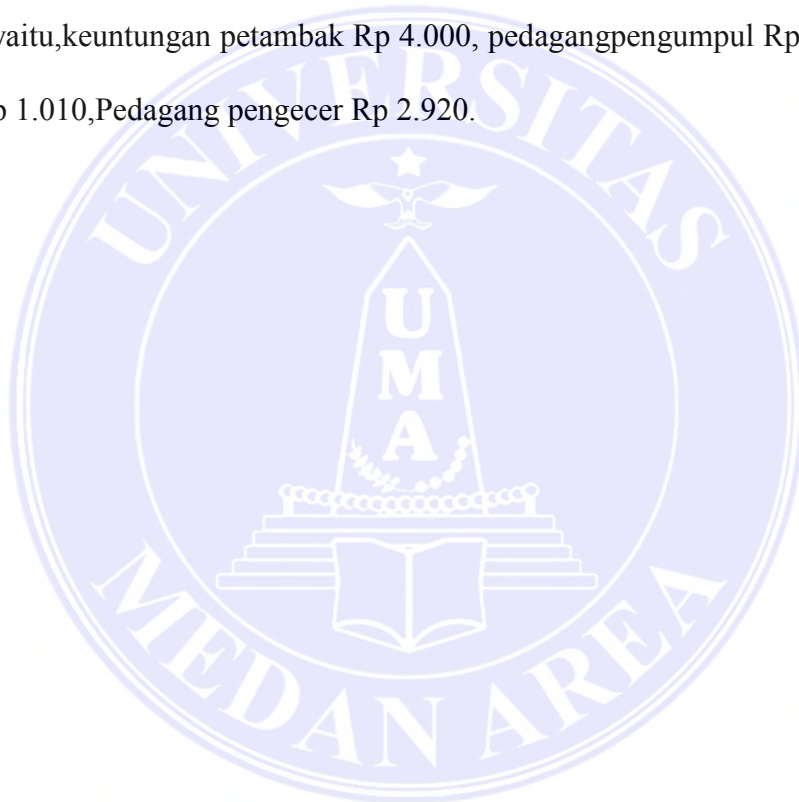 yaitu,keuntungan petambak Rp 4.000, pedagangpengumpul Rp
1.010,Pedagang pengecer Rp 2.920.
UNIVERSITAS
U
M
A
MEDAN AREA